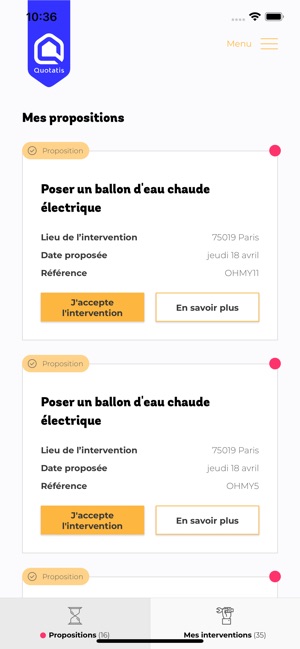 10:36
Quotatis
Menu
Mes propositions
Proposition
Poser un ballon d'eau chaude
électrique
Lieu de l'intervention 75019 Paris
Date proposée jeudi 18 avril
Référence OHMY11
J'accepte
l'intervention
En savoir plus
Proposition
Poser un ballon d'eau chaude
électrique
Lieu de l'intervention 75019 Paris
Date proposée jeudi 18 avril
Référence OHMY5
J'accepte
l'intervention
En savoir plus
Proposition
Propositions (16)
Mes interventions (35)